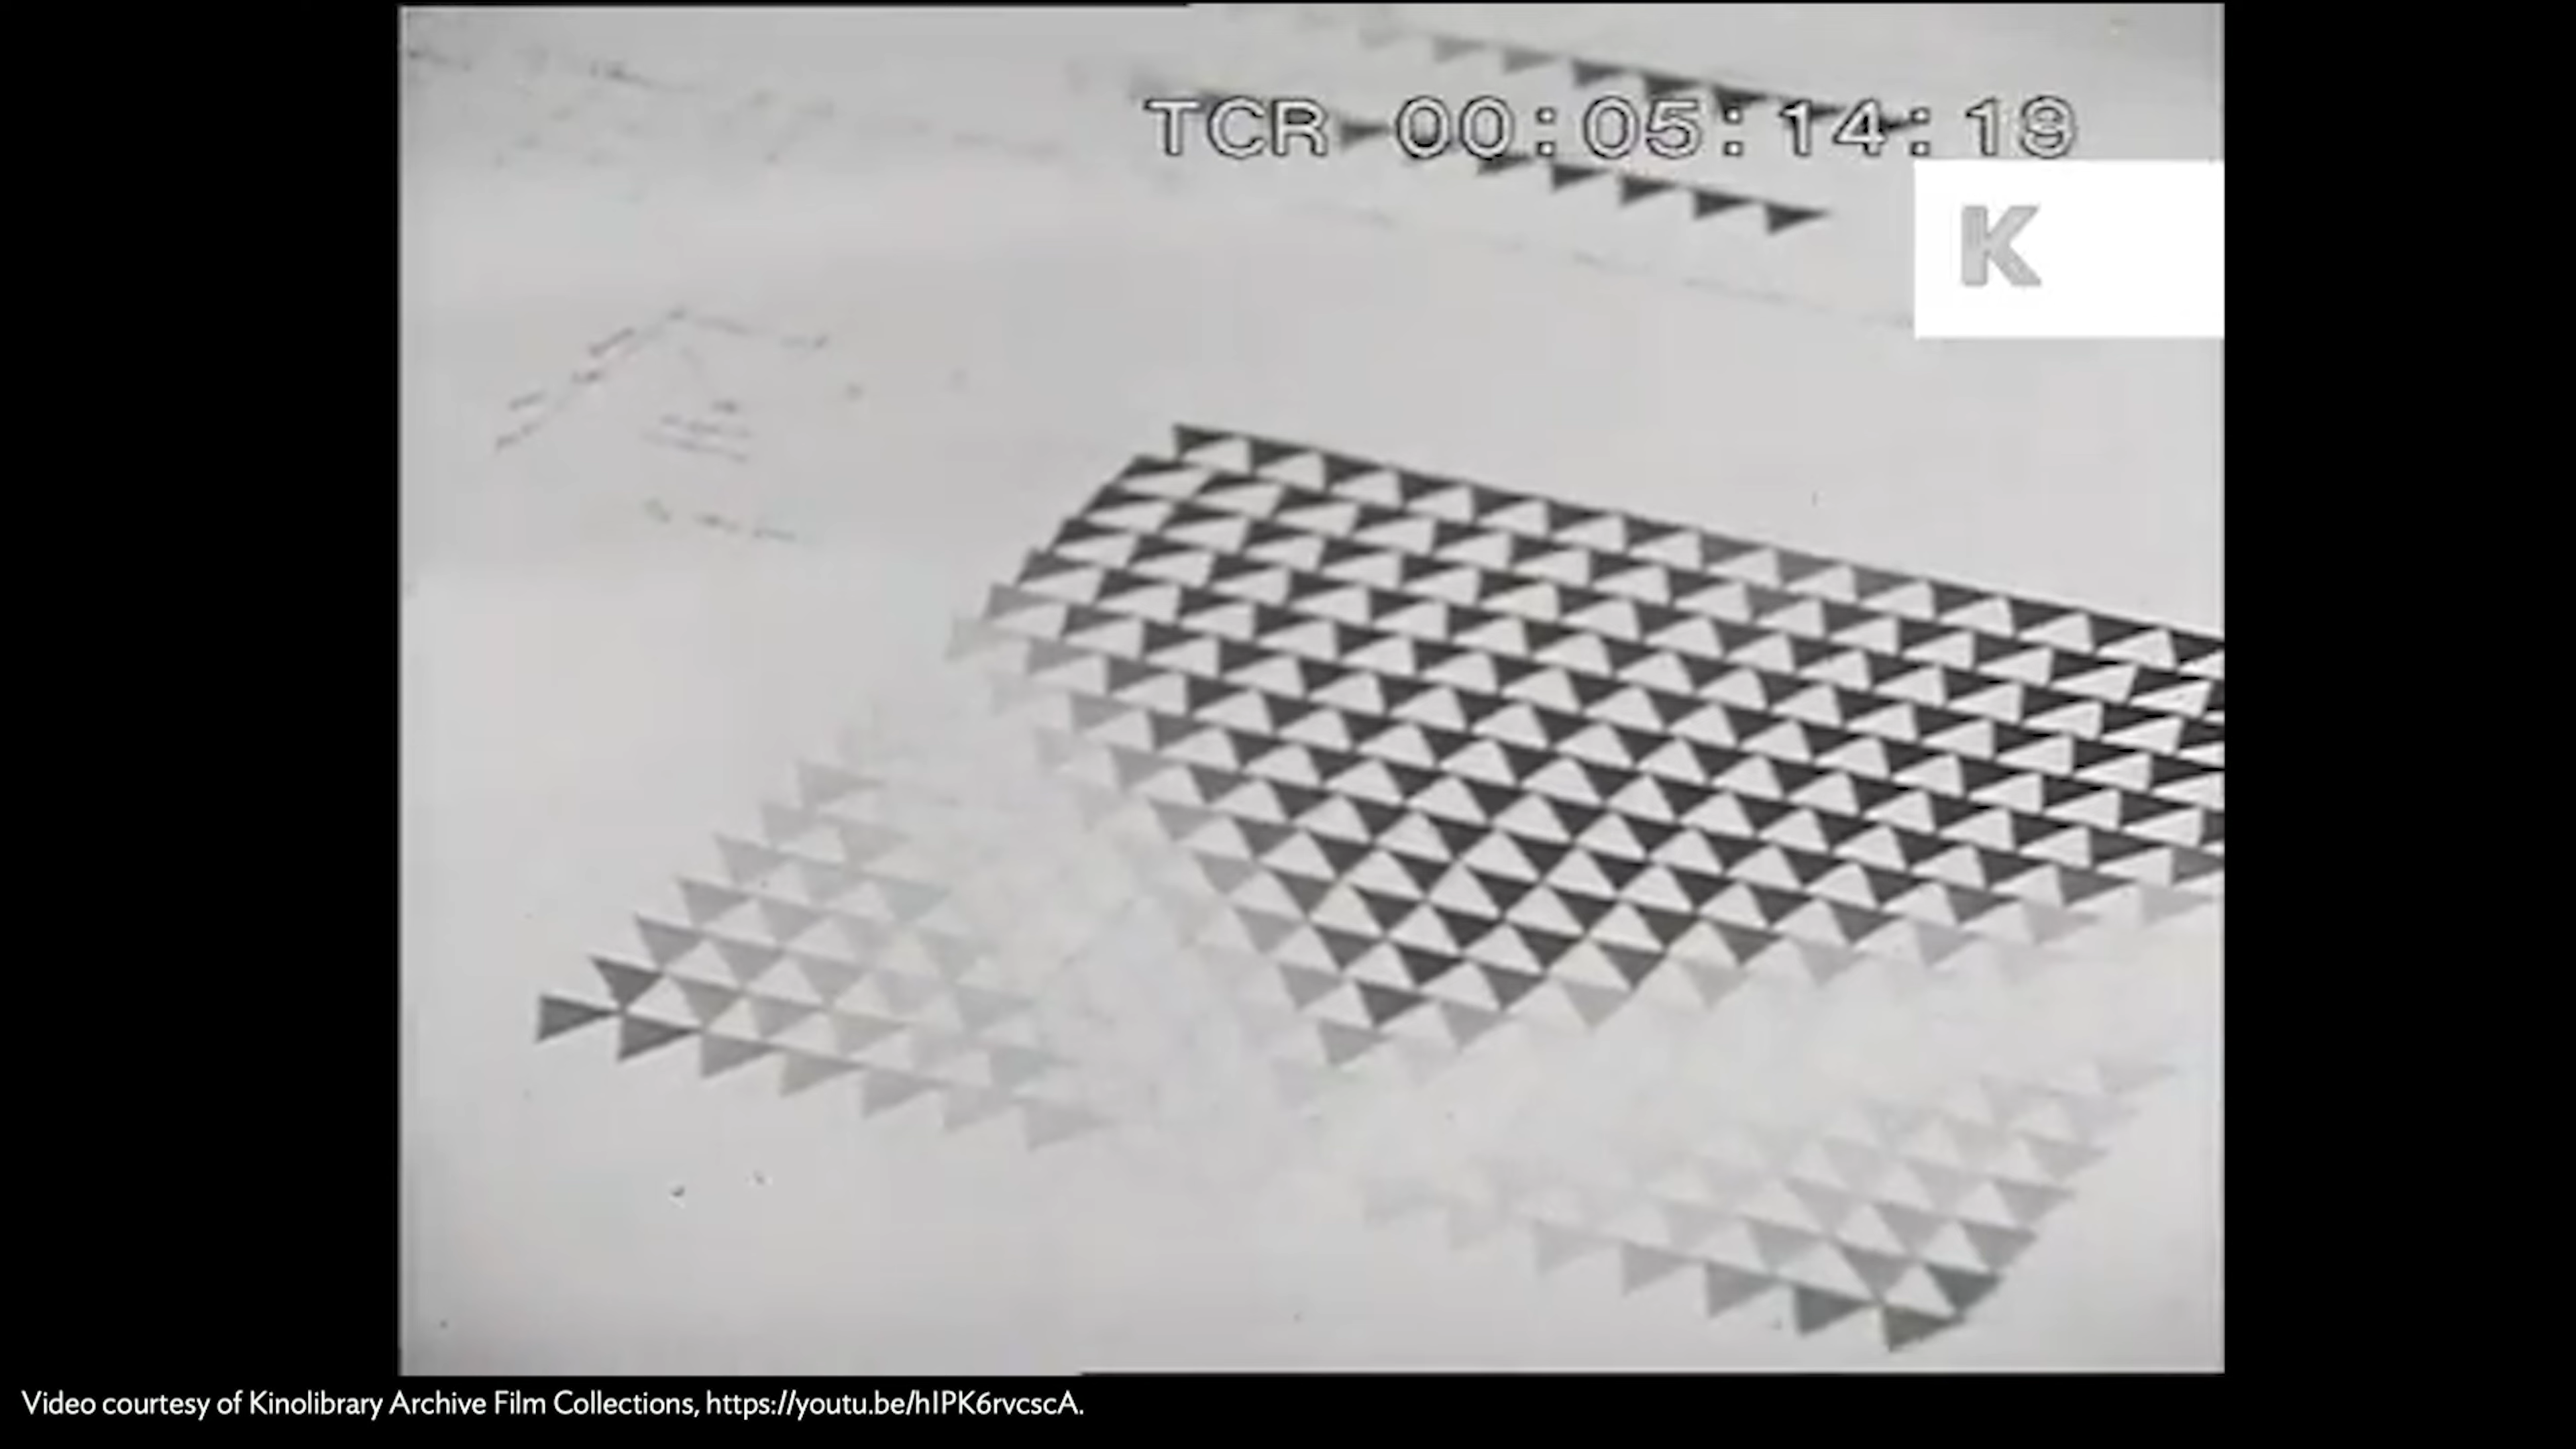 TCR 00:05:14:19
K
Video courtesy of Kinolibrary Archive Film Collections, https://youtu.be/hIPK6rvcscA.